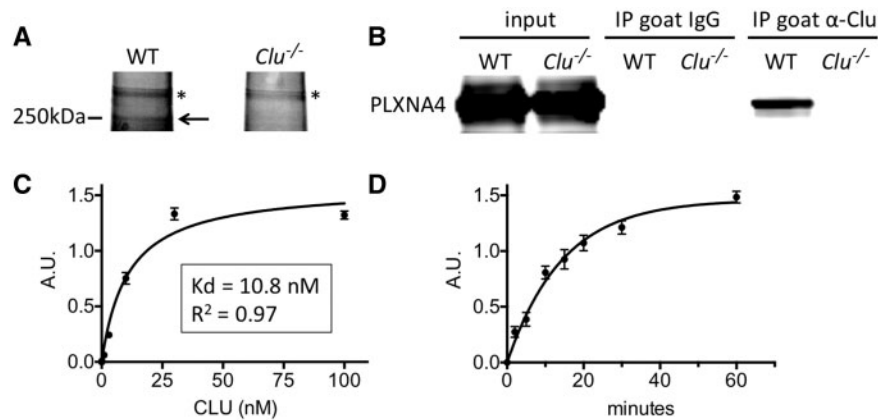 A
WT
Clu-/-
*
*
250kDa
B
input
IP goat IgG
IP goat α-Clu
WT
Clu-/-
WT
Clu-/-
WT
Clu-/-
PLXNA4
C
1.5
1.0
0.5
0.0
A.U.
Kd = 10.8 nM
R² = 0.97
0
25
50
75
100
CLU (nM)
D
1.5
1.0
0.5
0.0
A.U.
0
20
40
60
minutes